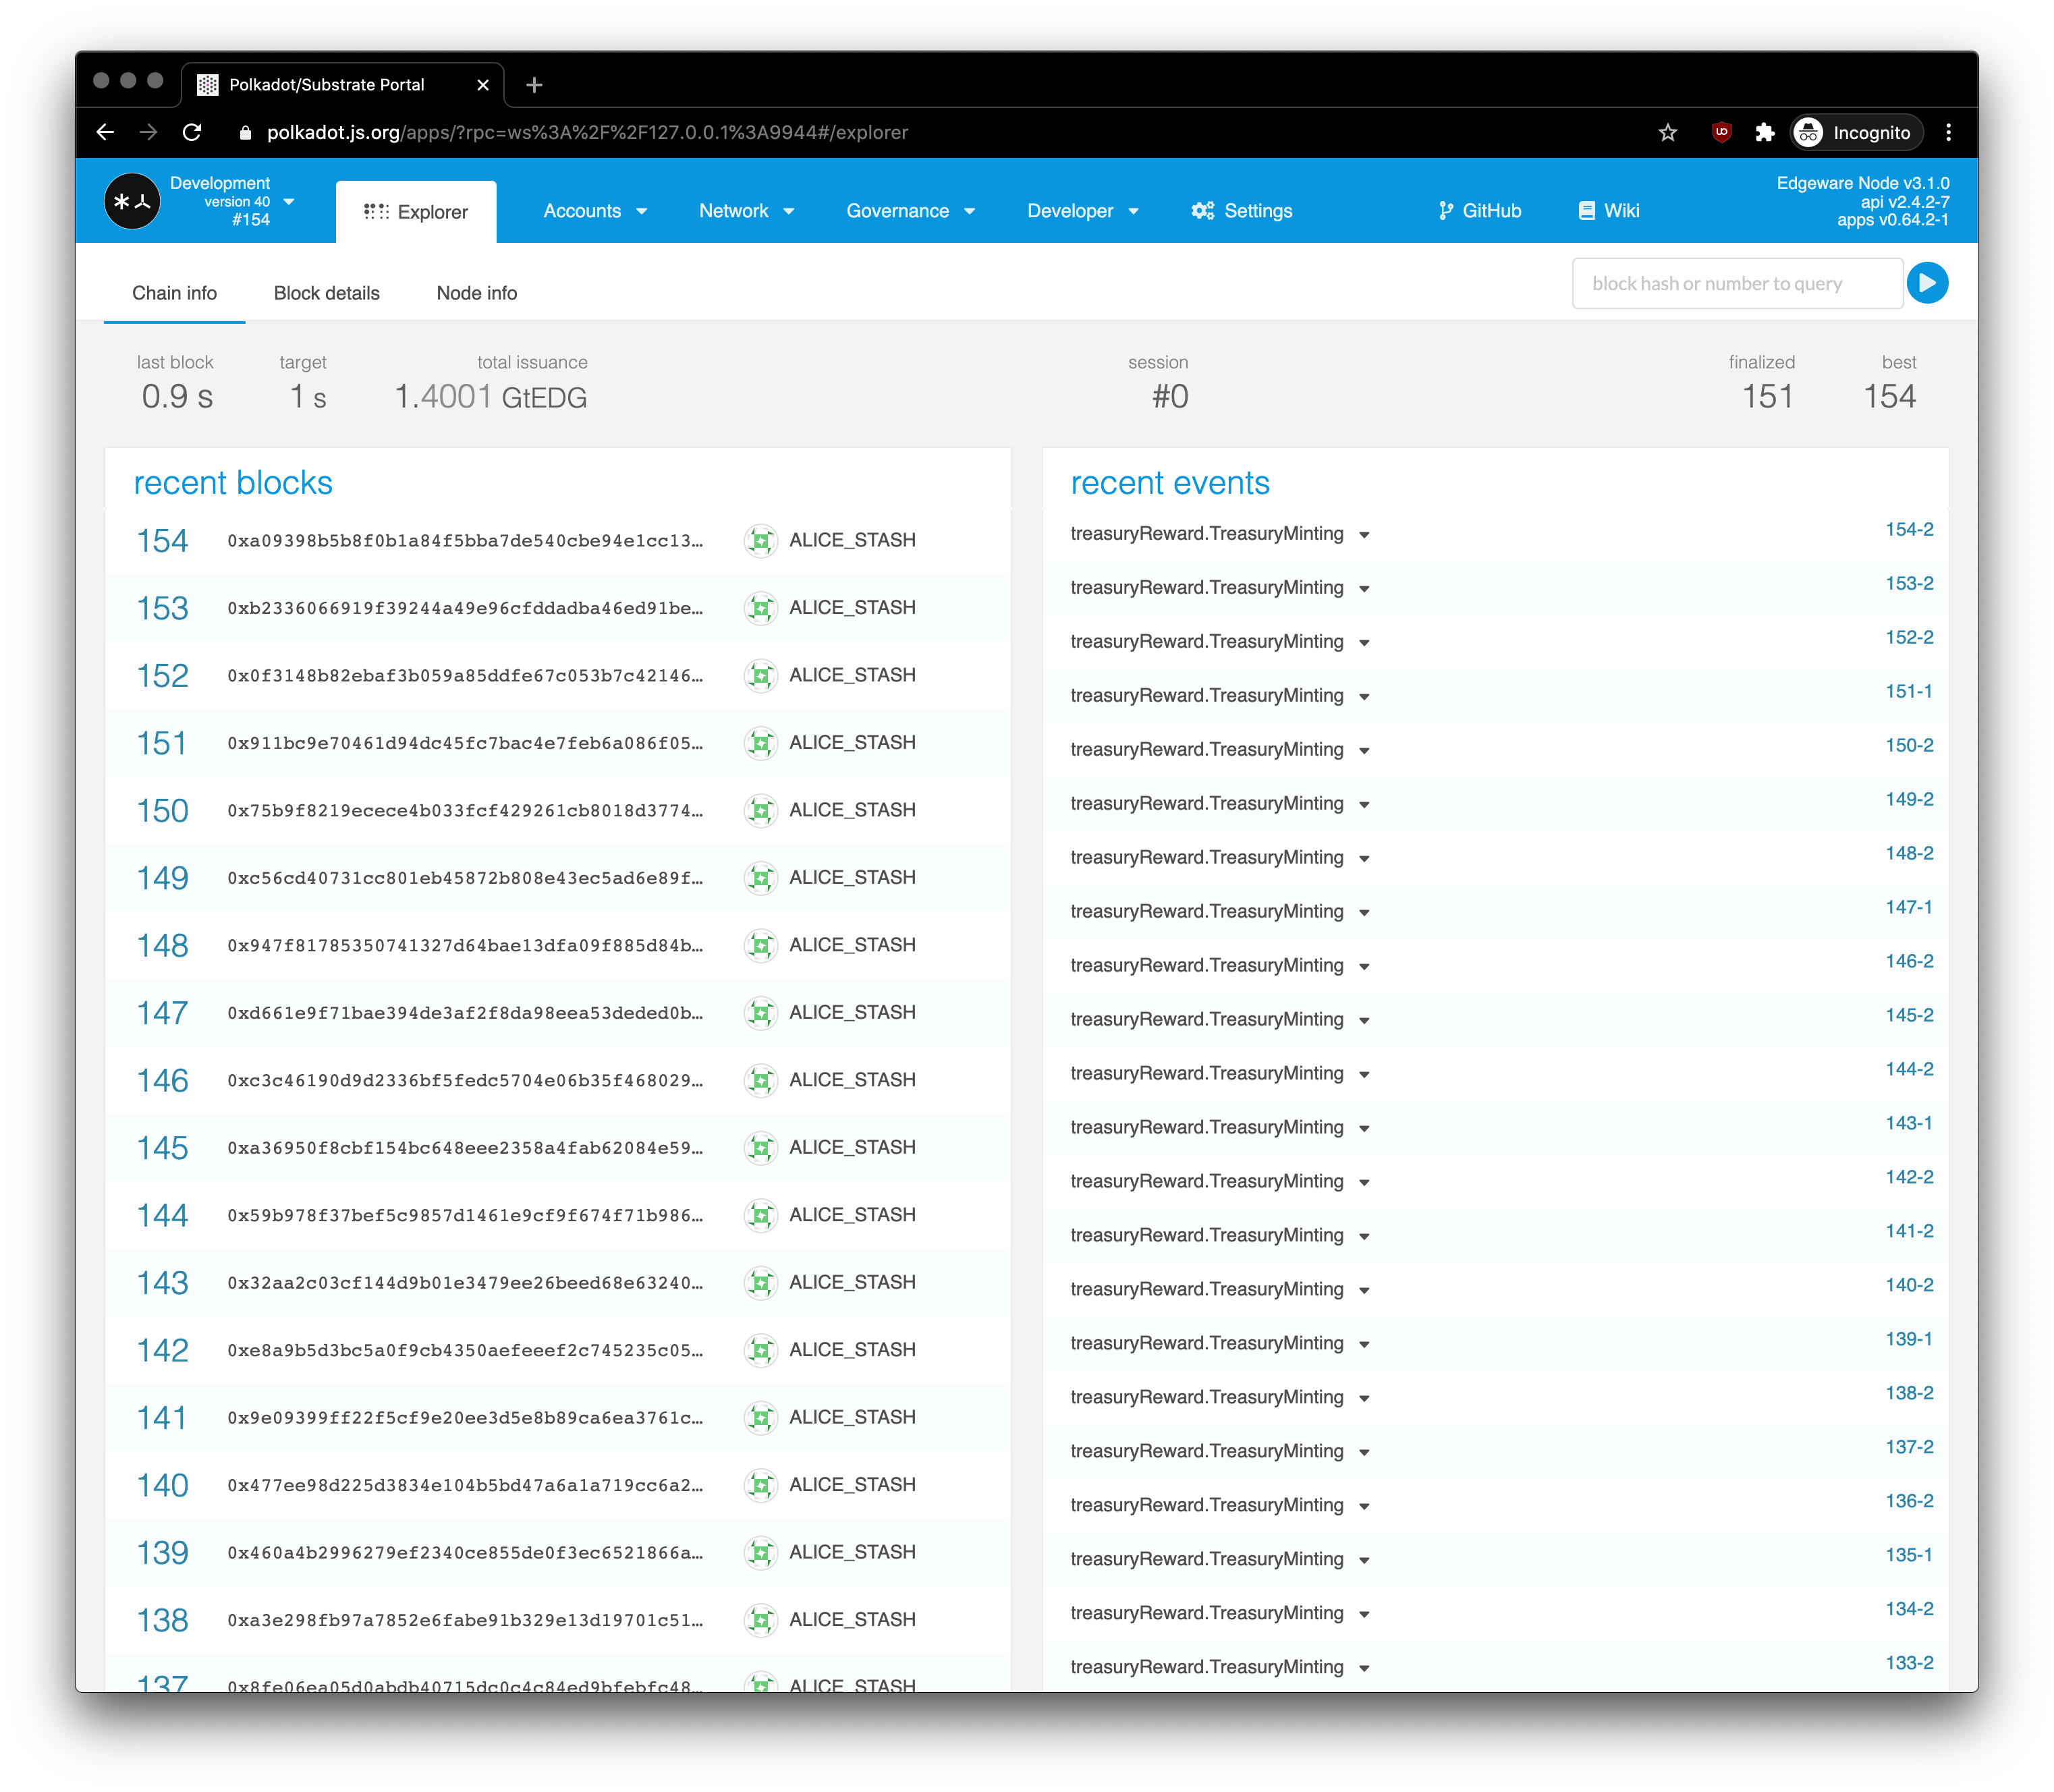 Polkadot/Substrate Portal
polkadot.js.org/apps/?rpc=ws%3A%2F%2F127.0.0.1%3A9944#/explorer
Incognito
Development
version 40
#154
Explorer
Accounts
Network
Governance
Developer
Settings
GitHub
Wiki
Edgeware Node v3.1.0
api v2.4.2-7
apps v0.64.2-1
Chain info
Block details
Node info
block hash or number to query
last block
0.9 s
target
1 s
total issuance
1.4001 GtEDG
session
#0
finalized
151
best
154
recent blocks
154 0xa09398b5b8f0b1a84f5bba7de540cbe94e1cc13… ALICE_STASH
153 0xb2336066919f39244a49e96cfddadba46ed91be… ALICE_STASH
152 0x0f3148b82ebaf3b059a85ddfe67c053b7c42146… ALICE_STASH
151 0x911bc9e70461d94dc45fc7bac4e7feb6a086f05… ALICE_STASH
150 0x75b9f8219ecece4b033fcf429261cb8018d3774… ALICE_STASH
149 0xc56cd40731cc801eb45872b808e43ec5ad6e89f… ALICE_STASH
148 0x947f81785350741327d64bae13dfa09f885d84b… ALICE_STASH
147 0xd661e9f71bae394de3af2f8da98eea53deded0b… ALICE_STASH
146 0xc3c46190d9d2336bf5fedc5704e06b35f468029… ALICE_STASH
145 0xa36950f8cbf154bc648eee2358a4fab62084e59… ALICE_STASH
144 0x59b978f37bef5c9857d1461e9cf9f674f71b986… ALICE_STASH
143 0x32aa2c03cf144d9b01e3479ee26beed68e63240… ALICE_STASH
142 0xe8a9b5d3bc5a0f9cb4350aefeeef2c745235c05… ALICE_STASH
141 0x9e09399ff22f5cf9e20ee3d5e8b89ca6ea3761c… ALICE_STASH
140 0x477ee98d225d3834e104b5bd47a6a1a719cc6a2… ALICE_STASH
139 0x460a4b2996279ef2340ce855de0f3ec6521866a… ALICE_STASH
138 0xa3e298fb97a7852e6fabe91b329e13d19701c51… ALICE_STASH
137 0x8fe06ea05d0abdb40715dc0c4c84ed9bfebfc48… ALICE_STASH
recent events
treasuryReward.TreasuryMinting 154-2
treasuryReward.TreasuryMinting 153-2
treasuryReward.TreasuryMinting 152-2
treasuryReward.TreasuryMinting 151-1
treasuryReward.TreasuryMinting 150-2
treasuryReward.TreasuryMinting 149-2
treasuryReward.TreasuryMinting 148-2
treasuryReward.TreasuryMinting 147-1
treasuryReward.TreasuryMinting 146-2
treasuryReward.TreasuryMinting 145-2
treasuryReward.TreasuryMinting 144-2
treasuryReward.TreasuryMinting 143-1
treasuryReward.TreasuryMinting 142-2
treasuryReward.TreasuryMinting 141-2
treasuryReward.TreasuryMinting 140-2
treasuryReward.TreasuryMinting 139-1
treasuryReward.TreasuryMinting 138-2
treasuryReward.TreasuryMinting 137-2
treasuryReward.TreasuryMinting 136-2
treasuryReward.TreasuryMinting 135-1
treasuryReward.TreasuryMinting 134-2
treasuryReward.TreasuryMinting 133-2